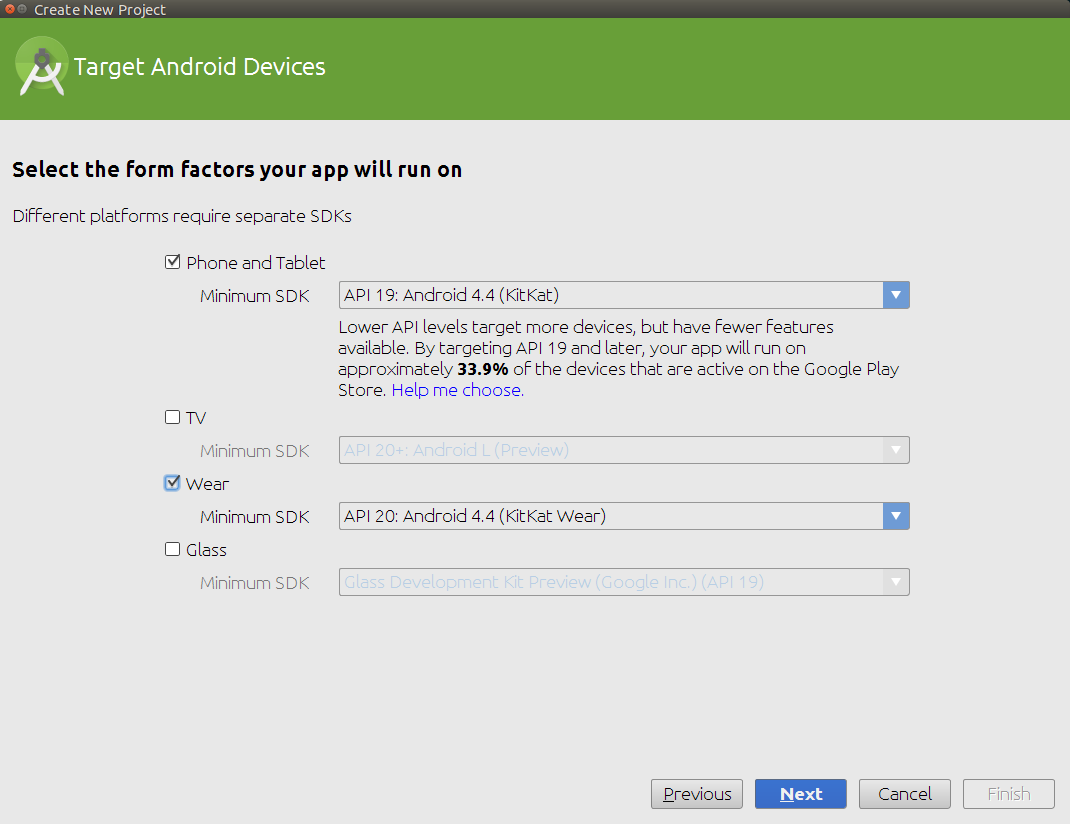 Create New Project
Target Android Devices
Select the form factors your app will run on
Different platforms require separate SDKs
Phone and Tablet
Minimum SDK API 19: Android 4.4 (KitKat)
Lower API levels target more devices, but have fewer features
available. By targeting API 19 and later, your app will run on
approximately 33.9% of the devices that are active on the Google Play
Store. Help me choose.
TV
Minimum SDK API 20+: Android L (Preview)
Wear
Minimum SDK API 20: Android 4.4 (KitKat Wear)
Glass
Minimum SDK Glass Development Kit Preview (Google Inc.) (API 19)
Previous Next Cancel Finish